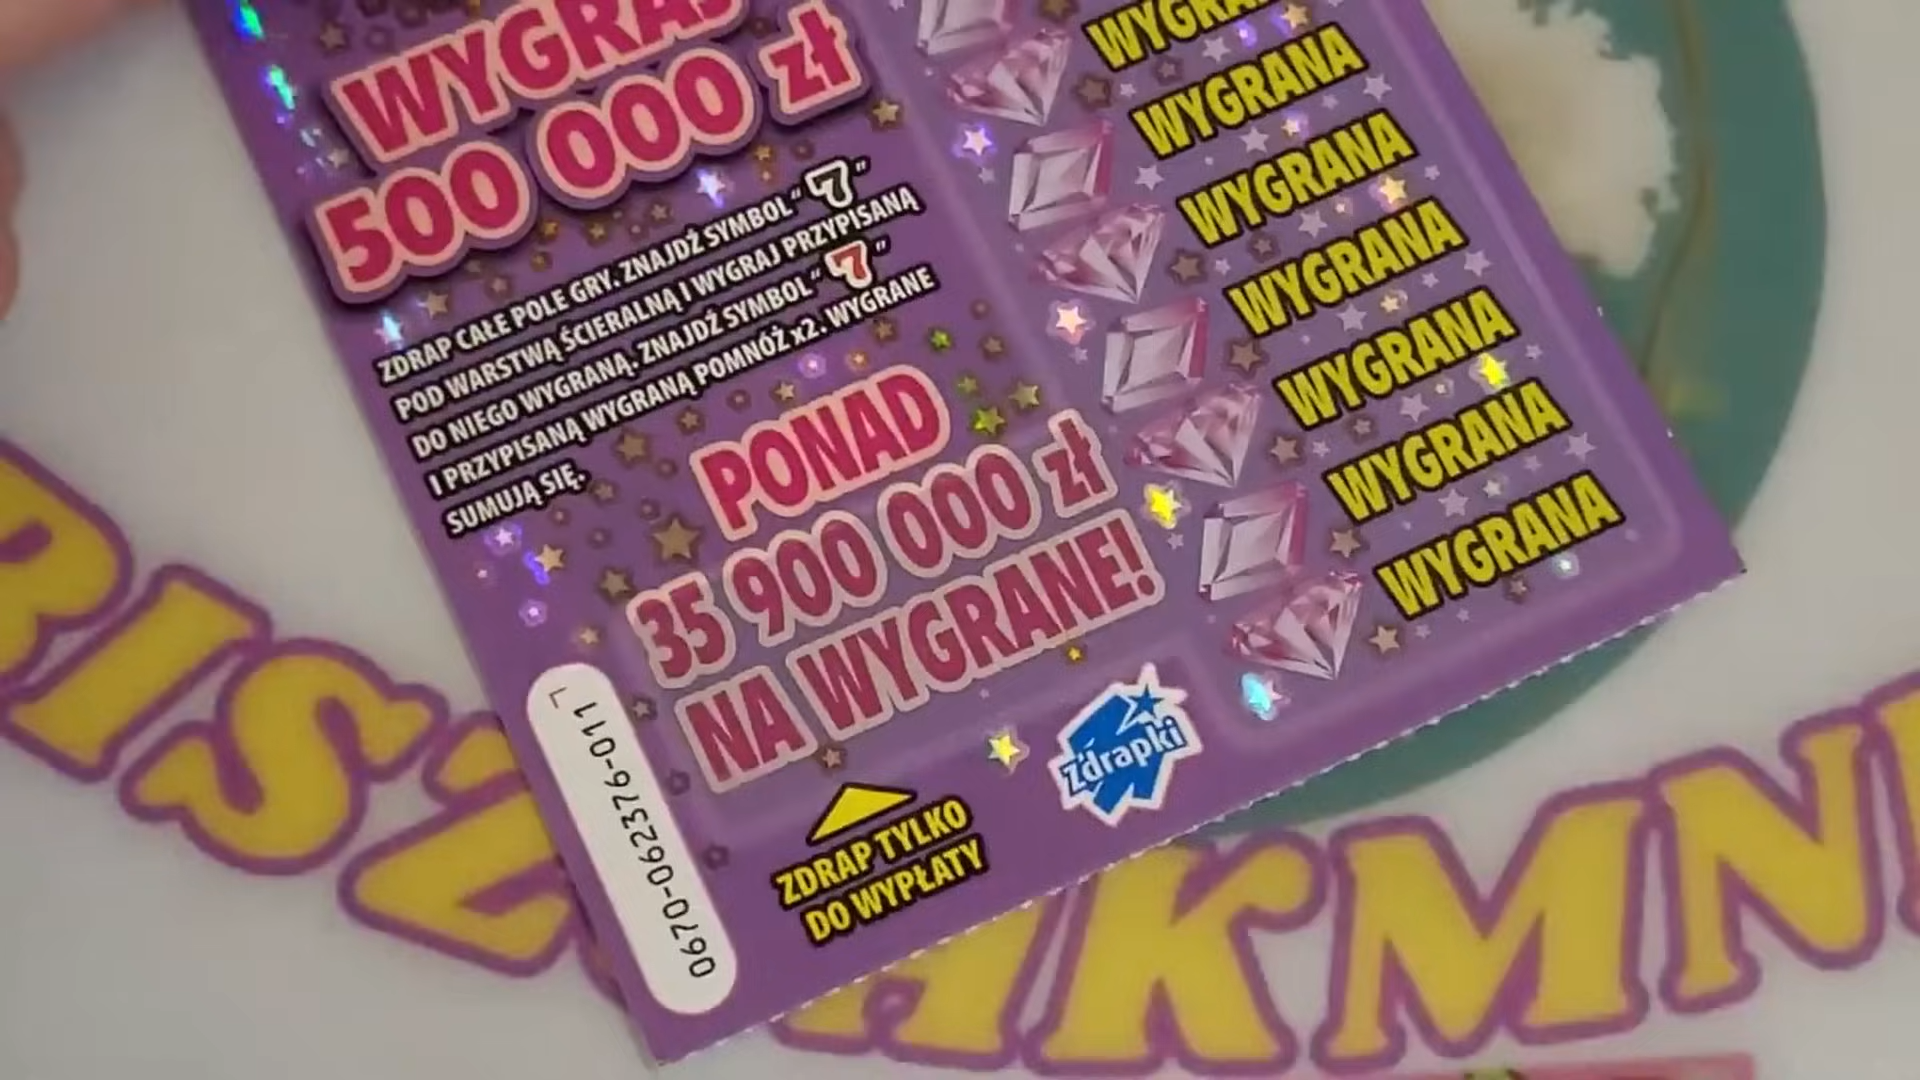 WYGRAJ
500 000 zł
ZDRAP CAŁE POLE GRY. ZNAJDŹ SYMBOL "7"
POD WARSTWĄ ŚCIERALNĄ I WYGRAJ PRZYPISANĄ
DO NIEGO WYGRANĄ. ZNAJDŹ SYMBOL "7"
I PRZYPISANĄ WYGRANĄ POMNÓŻ x2. WYGRANE
SUMUJĄ SIĘ.
PONAD
35 900 000 zł
NA WYGRANE!
WYGRANA
WYGRANA
WYGRANA
WYGRANA
WYGRANA
WYGRANA
WYGRANA
zdrapki
ZDRAP TYLKO
DO WYPŁATY
0670-062376-011